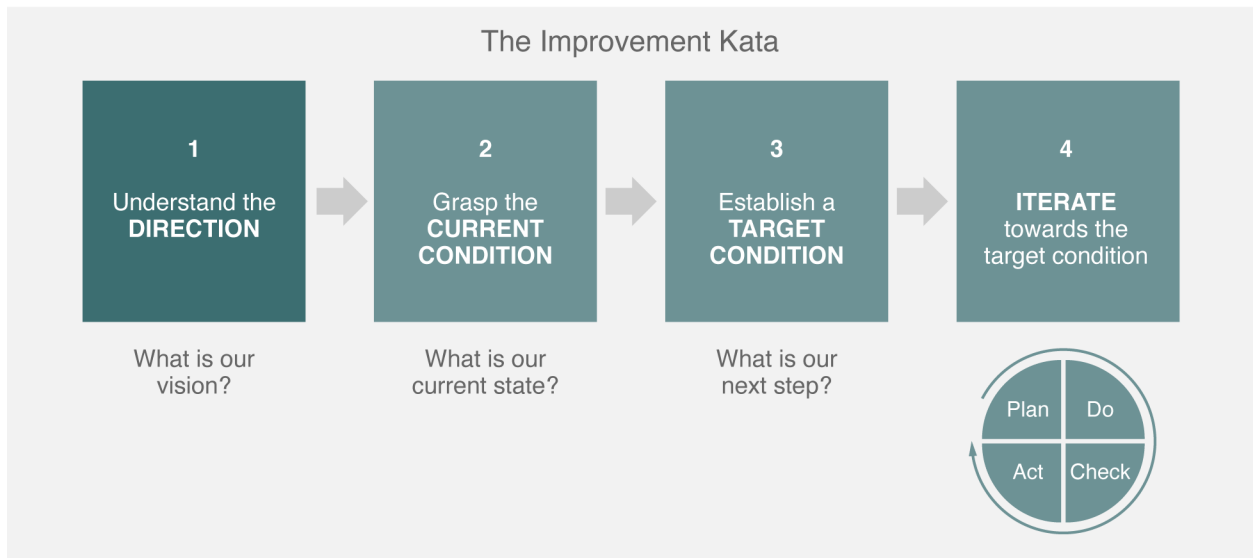 The Improvement Kata
1
Understand the
DIRECTION
2
Grasp the
CURRENT
CONDITION
3
Establish a
TARGET
CONDITION
4
ITERATE
towards the
target condition
What is our
vision?
What is our
current state?
What is our
next step?
Plan
Do
Act
Check